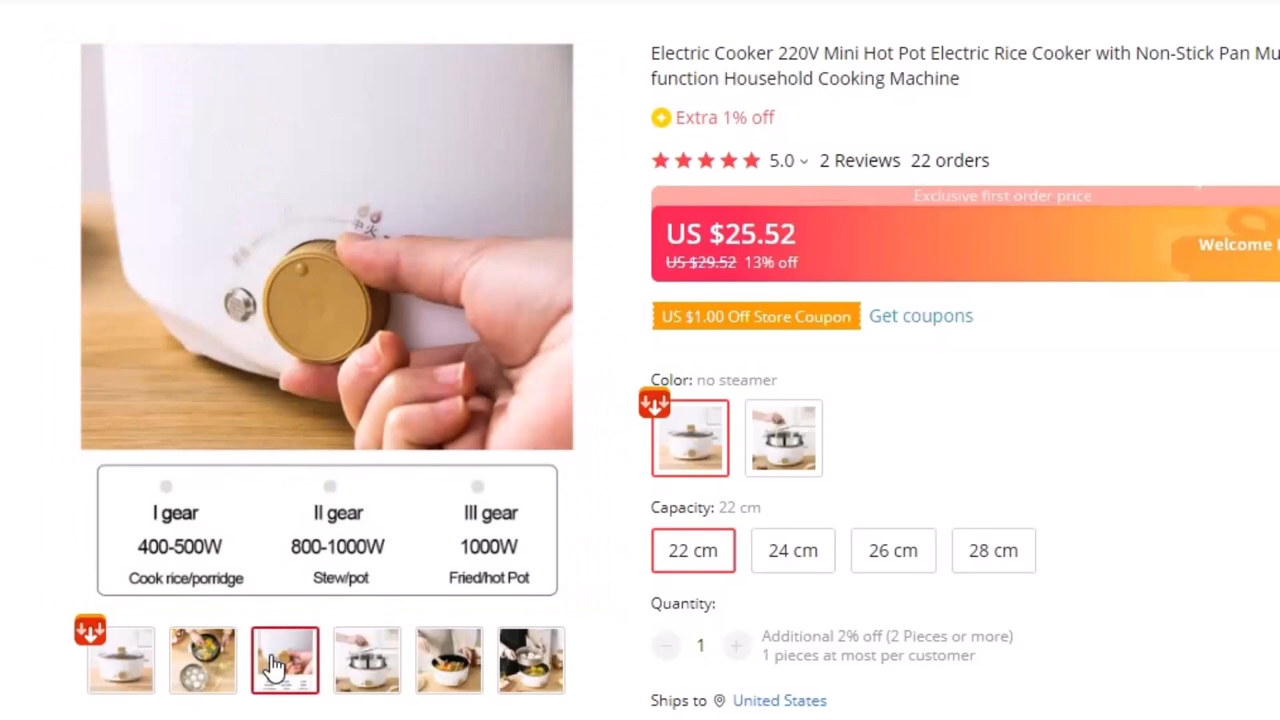 Electric Cooker 220V Mini Hot Pot Electric Rice Cooker with Non-Stick Pan Mu
function Household Cooking Machine
Extra 1% off
5.0 2 Reviews 22 orders
Exclusive first order price
US $25.52
US $29.52 13% off
Welcome
US $1.00 Off Store Coupon Get coupons
Color: no steamer
Capacity: 22 cm
22 cm 24 cm 26 cm 28 cm
Quantity:
1
Additional 2% off (2 Pieces or more)
1 pieces at most per customer
Ships to United States
中火
I gear II gear III gear
400-500W 800-1000W 1000W
Cook rice/porridge Stew/pot Fried/hot Pot